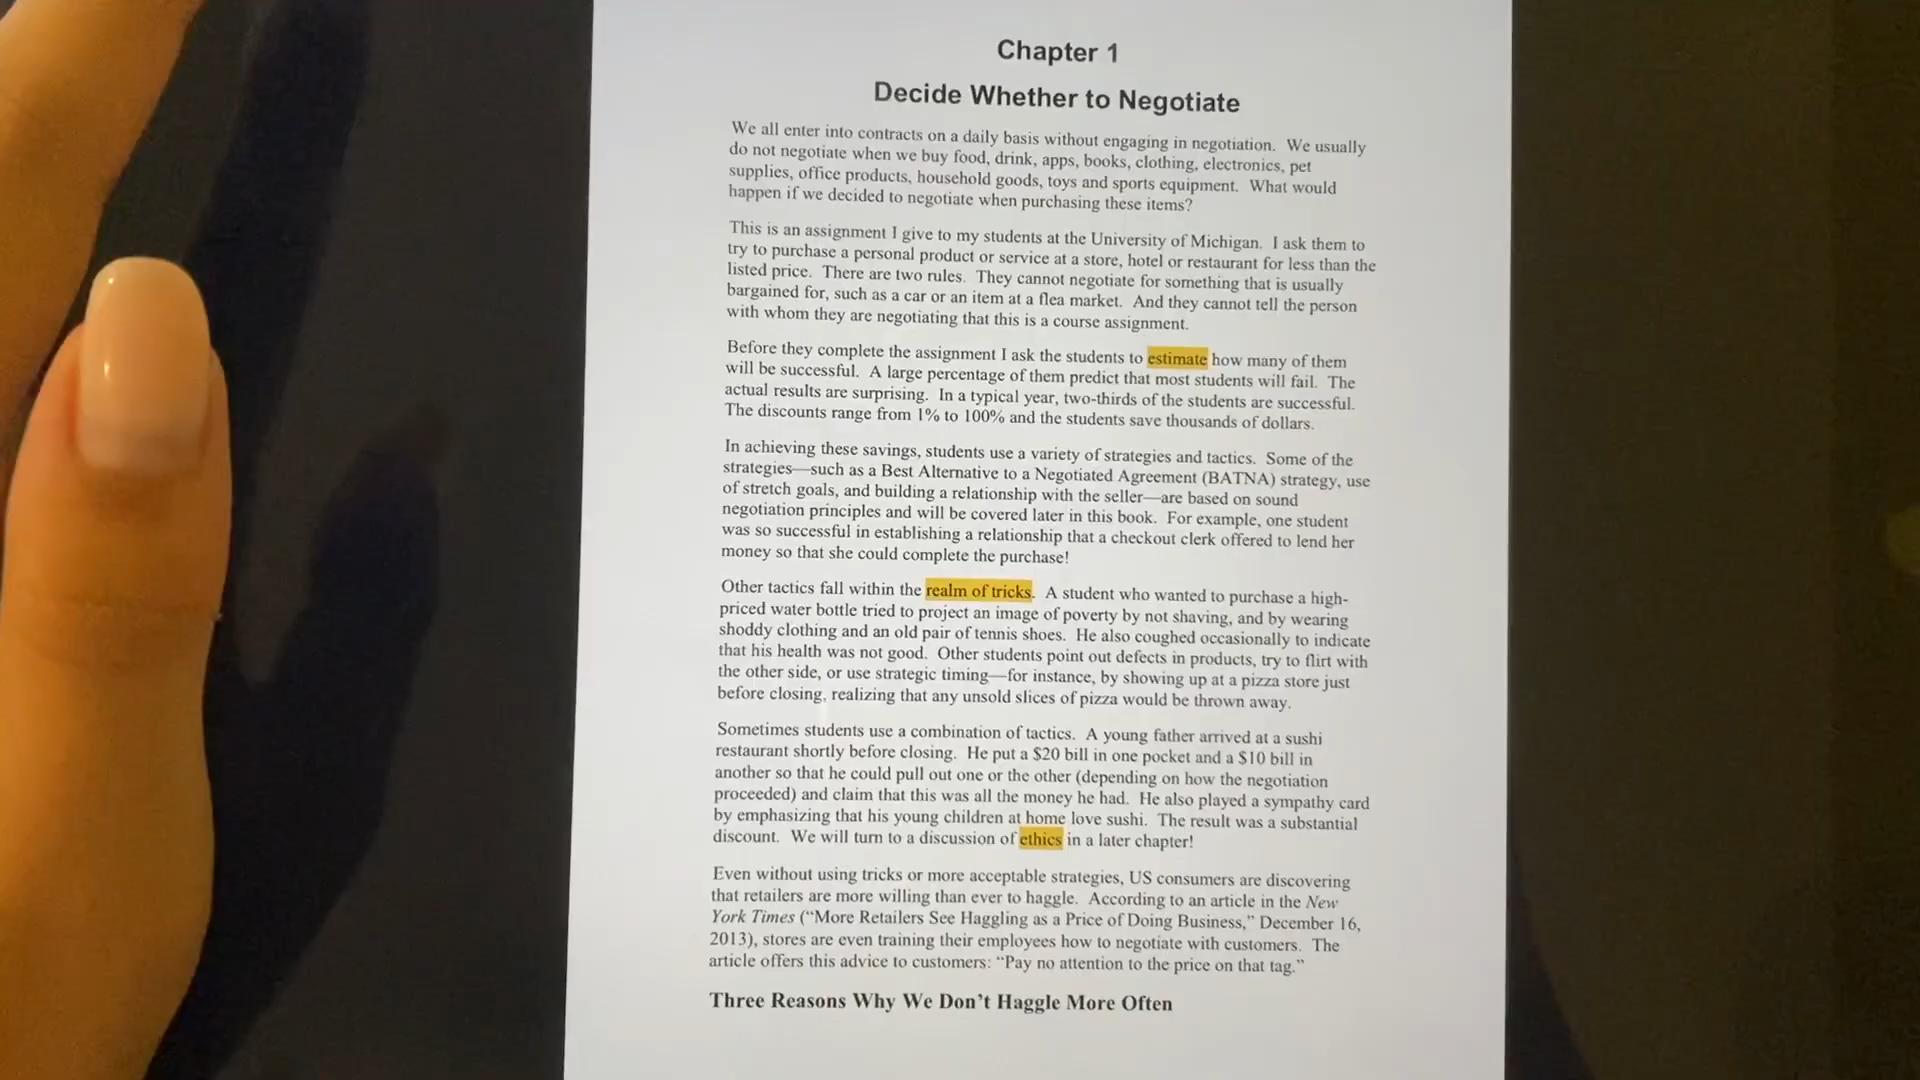 Chapter 1
Decide Whether to Negotiate
We all enter into contracts on a daily basis without engaging in negotiation. We usually
do not negotiate when we buy food, drink, apps, books, clothing, electronics, pet
supplies, office products, household goods, toys and sports equipment. What would
happen if we decided to negotiate when purchasing these items?
This is an assignment I give to my students at the University of Michigan. I ask them to
try to purchase a personal product or service at a store, hotel or restaurant for less than the
listed price. There are two rules. They cannot negotiate for something that is usually
bargained for, such as a car or an item at a flea market. And they cannot tell the person
with whom they are negotiating that this is a course assignment.
Before they complete the assignment I ask the students to estimate how many of them
will be successful. A large percentage of them predict that most students will fail. The
actual results are surprising. In a typical year, two-thirds of the students are successful.
The discounts range from 1% to 100% and the students save thousands of dollars.
In achieving these savings, students use a variety of strategies and tactics. Some of the
strategies—such as a Best Alternative to a Negotiated Agreement (BATNA) strategy, use
of stretch goals, and building a relationship with the seller—are based on sound
negotiation principles and will be covered later in this book. For example, one student
was so successful in establishing a relationship that a checkout clerk offered to lend her
money so that she could complete the purchase!
Other tactics fall within the realm of tricks. A student who wanted to purchase a high-
priced water bottle tried to project an image of poverty by not shaving, and by wearing
shoddy clothing and an old pair of tennis shoes. He also coughed occasionally to indicate
that his health was not good. Other students point out defects in products, try to flirt with
the other side, or use strategic timing—for instance, by showing up at a pizza store just
before closing, realizing that any unsold slices of pizza would be thrown away.
Sometimes students use a combination of tactics. A young father arrived at a sushi
restaurant shortly before closing. He put a $20 bill in one pocket and a $10 bill in
another so that he could pull out one or the other (depending on how the negotiation
proceeded) and claim that this was all the money he had. He also played a sympathy card
by emphasizing that his young children at home love sushi. The result was a substantial
discount. We will turn to a discussion of ethics in a later chapter!
Even without using tricks or more acceptable strategies, US consumers are discovering
that retailers are more willing than ever to haggle. According to an article in the New
York Times (“More Retailers See Haggling as a Price of Doing Business,” December 16,
2013), stores are even training their employees how to negotiate with customers. The
article offers this advice to customers: “Pay no attention to the price on that tag.”
Three Reasons Why We Don’t Haggle More Often